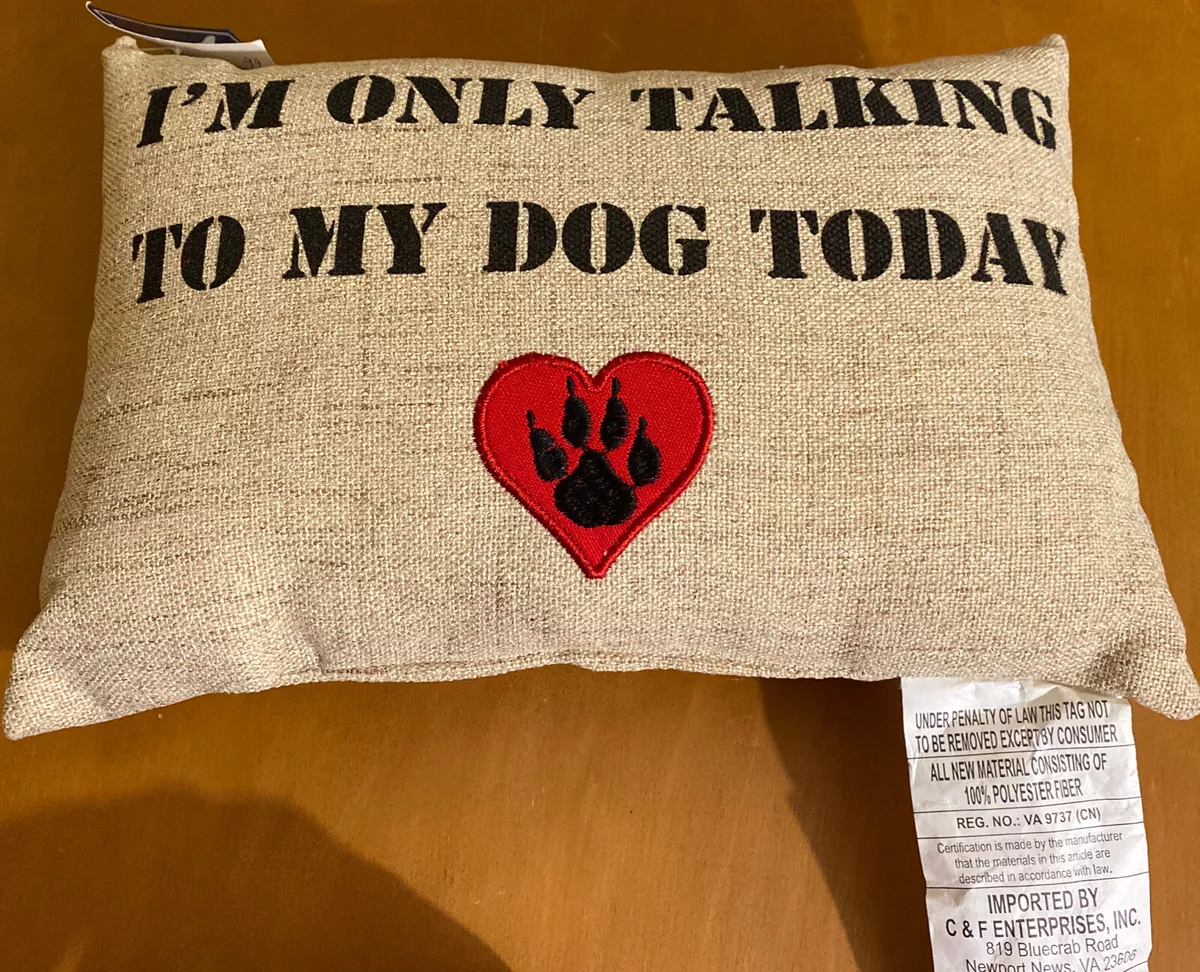 I'M ONLY TALKING
TO MY DOG TODAY
99
UNDER PENALTY OF LAW THIS TAG NOT
TO BE REMOVED EXCEPT BY CONSUMER
ALL NEW MATERIAL CONSISTING OF
100% POLYESTER FIBER
REG. NO.: VA 9737 (CN)
Certification is made by the manufacturer
that the materials in this article are
described in accordance with law.
IMPORTED BY
C & F ENTERPRISES, INC.
819 Bluecrab Road
Newport News, VA 23606